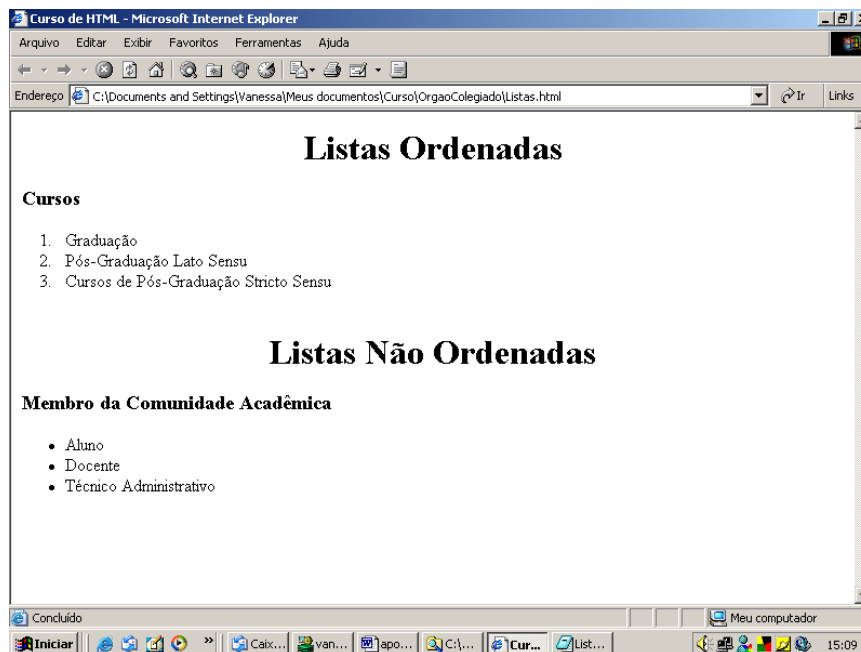 Curso de HTML - Microsoft Internet Explorer
Arquivo Editar Exibir Favoritos Ferramentas Ajuda
Endereço C:\Documents and Settings\Vanessa\Meus documentos\Curso\OrgaoColegiado\Listas.html Ir Links
Listas Ordenadas
Cursos
1. Graduação
2. Pós-Graduação Lato Sensu
3. Cursos de Pós-Graduação Stricto Sensu
Listas Não Ordenadas
Membro da Comunidade Acadêmica
• Aluno
• Docente
• Técnico Administrativo
Concluído Meu computador
Iniciar » Caix... van... apo... C:\... Cur... List... 15:09